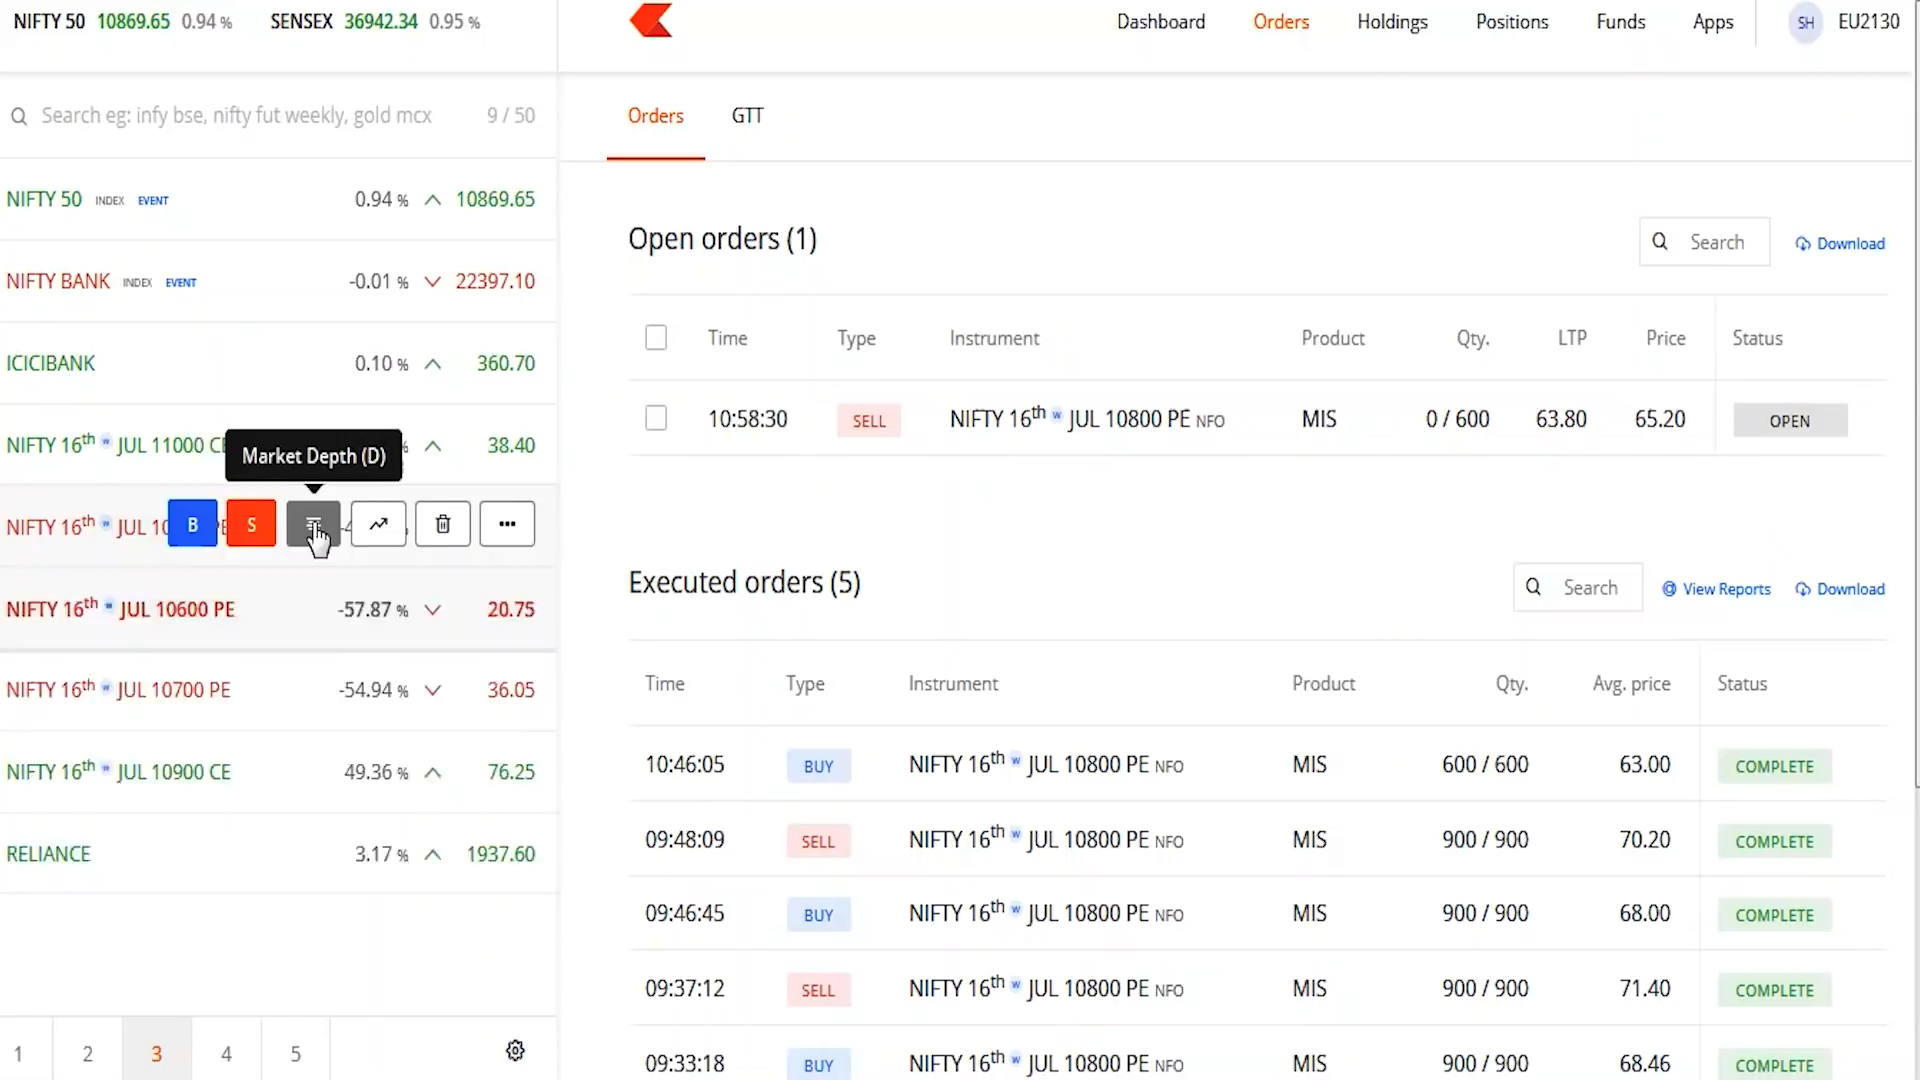 NIFTY 50 10869.65 0.94 % SENSEX 36942.34 0.95 %
Dashboard Orders Holdings Positions Funds Apps SH EU2130
Search eg: infy bse, nifty fut weekly, gold mcx 9 / 50
Orders GTT
NIFTY 50 INDEX EVENT 0.94 % 10869.65
NIFTY BANK INDEX EVENT -0.01 % 22397.10
ICICIBANK 0.10 % 360.70
NIFTY 16th w JUL 11000 CE % 38.40
Market Depth (D)
NIFTY 16th w JUL B S
NIFTY 16th w JUL 10600 PE -57.87 % 20.75
NIFTY 16th w JUL 10700 PE -54.94 % 36.05
NIFTY 16th w JUL 10900 CE 49.36 % 76.25
RELIANCE 3.17 % 1937.60
1 2 3 4 5
Open orders (1) Search Download
Time Type Instrument Product Qty. LTP Price Status
10:58:30 SELL NIFTY 16th w JUL 10800 PE NFO MIS 0 / 600 63.80 65.20 OPEN
Executed orders (5) Search View Reports Download
Time Type Instrument Product Qty. Avg. price Status
10:46:05 BUY NIFTY 16th w JUL 10800 PE NFO MIS 600 / 600 63.00 COMPLETE
09:48:09 SELL NIFTY 16th w JUL 10800 PE NFO MIS 900 / 900 70.20 COMPLETE
09:46:45 BUY NIFTY 16th w JUL 10800 PE NFO MIS 900 / 900 68.00 COMPLETE
09:37:12 SELL NIFTY 16th w JUL 10800 PE NFO MIS 900 / 900 71.40 COMPLETE
09:33:18 BUY NIFTY 16th w JUL 10800 PE NFO MIS 900 / 900 68.46 COMPLETE